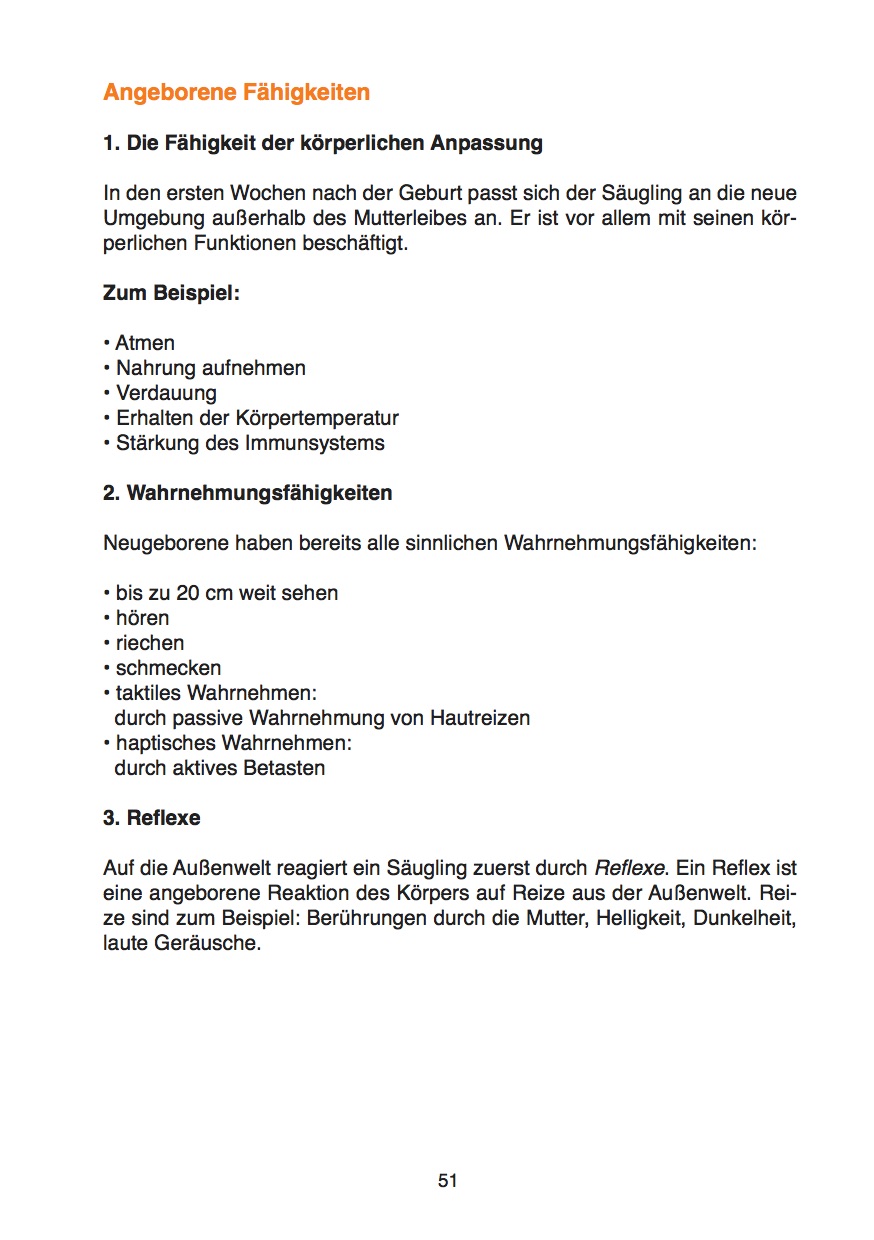 Angeborene Fähigkeiten
1. Die Fähigkeit der körperlichen Anpassung
In den ersten Wochen nach der Geburt passt sich der Säugling an die neue
Umgebung außerhalb des Mutterleibes an. Er ist vor allem mit seinen kör-
perlichen Funktionen beschäftigt.
Zum Beispiel:
• Atmen
• Nahrung aufnehmen
• Verdauung
• Erhalten der Körpertemperatur
• Stärkung des Immunsystems
2. Wahrnehmungsfähigkeiten
Neugeborene haben bereits alle sinnlichen Wahrnehmungsfähigkeiten:
• bis zu 20 cm weit sehen
• hören
• riechen
• schmecken
• taktiles Wahrnehmen:
durch passive Wahrnehmung von Hautreizen
• haptisches Wahrnehmen:
durch aktives Betasten
3. Reflexe
Auf die Außenwelt reagiert ein Säugling zuerst durch Reflexe. Ein Reflex ist
eine angeborene Reaktion des Körpers auf Reize aus der Außenwelt. Rei-
ze sind zum Beispiel: Berührungen durch die Mutter, Helligkeit, Dunkelheit,
laute Geräusche.
51